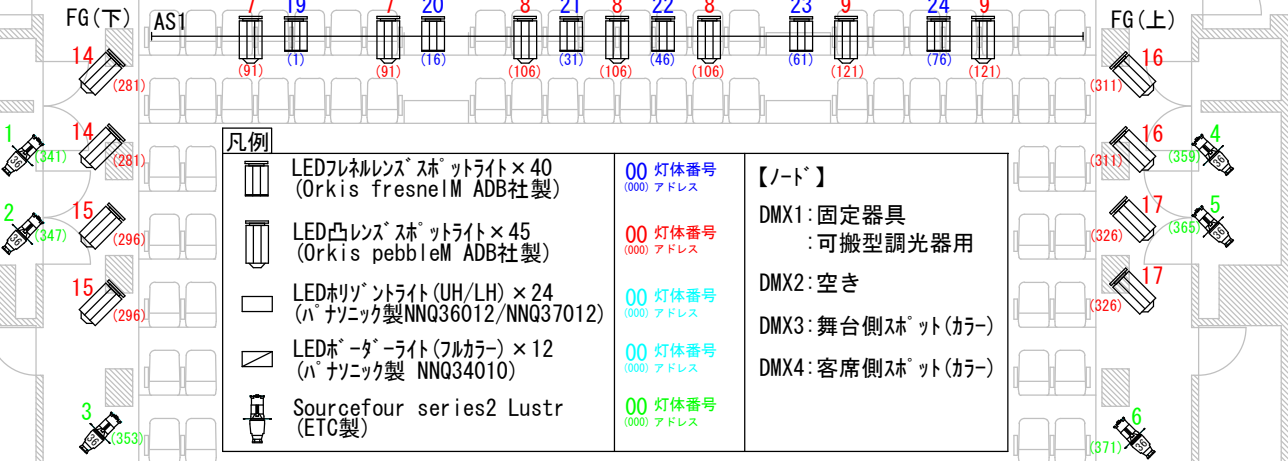 FG(下)
AS1
7
19
7
20
8
21
8
22
8
23
9
24
9
FG(上)
(91)
(1)
(91)
(16)
(106)
(31)
(106)
(46)
(106)
(61)
(121)
(76)
(121)
14
(281)
16
(311)
1
(341)
14
(281)
16
(311)
4
(359)
2
(347)
15
(296)
17
(326)
5
(365)
15
(296)
17
(326)
3
(353)
6
(371)
36
36
36
36
36
36
凡例
LEDフレネルレンズスポットライト×40
(Orkis fresnelM ADB社製)
00 灯体番号
(000) アドレス
LED凸レンズスポットライト×45
(Orkis pebbleM ADB社製)
00 灯体番号
(000) アドレス
LEDホリゾントライト(UH/LH)×24
(パナソニック製NNQ36012/NNQ37012)
00 灯体番号
(000) アドレス
LEDボーダーライト(フルカラー)×12
(パナソニック製 NNQ34010)
00 灯体番号
(000) アドレス
Sourcefour series2 Lustr
(ETC製)
00 灯体番号
(000) アドレス
【ノード】
DMX1:固定器具
:可搬型調光器用
DMX2:空き
DMX3:舞台側スポット(カラー)
DMX4:客席側スポット(カラー)